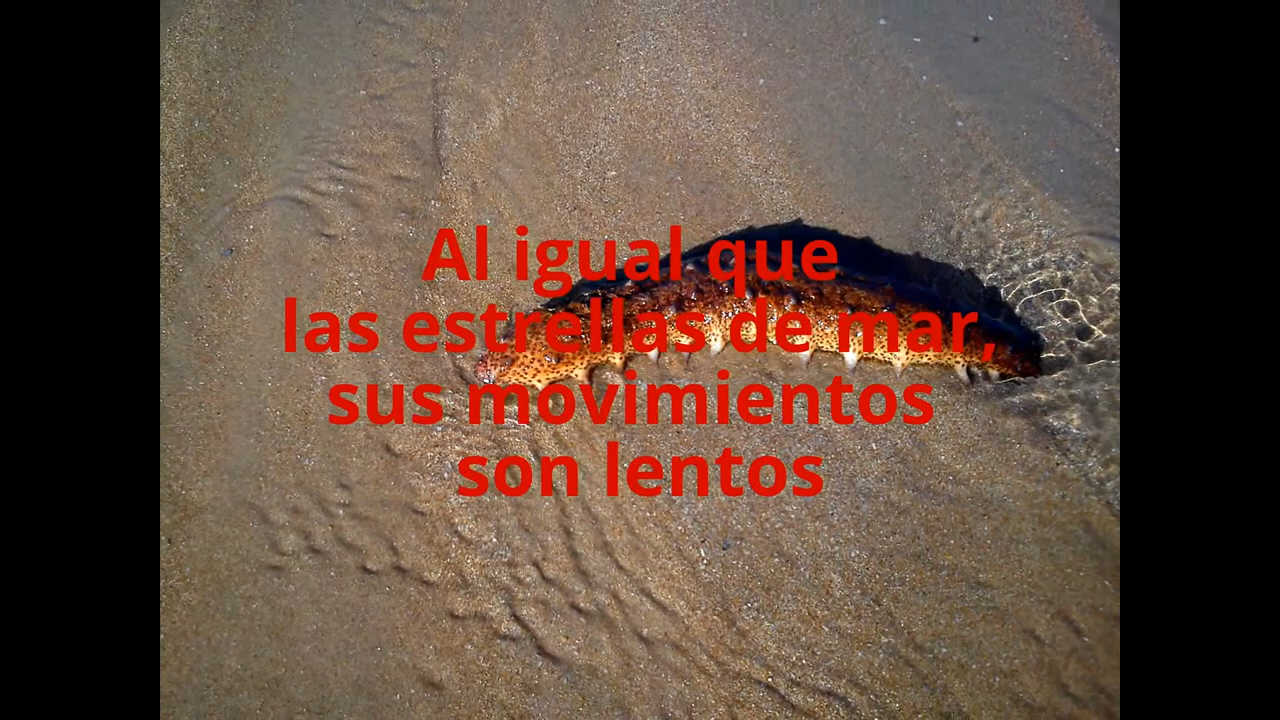 Al igual que
las estrellas de mar,
sus movimientos
son lentos